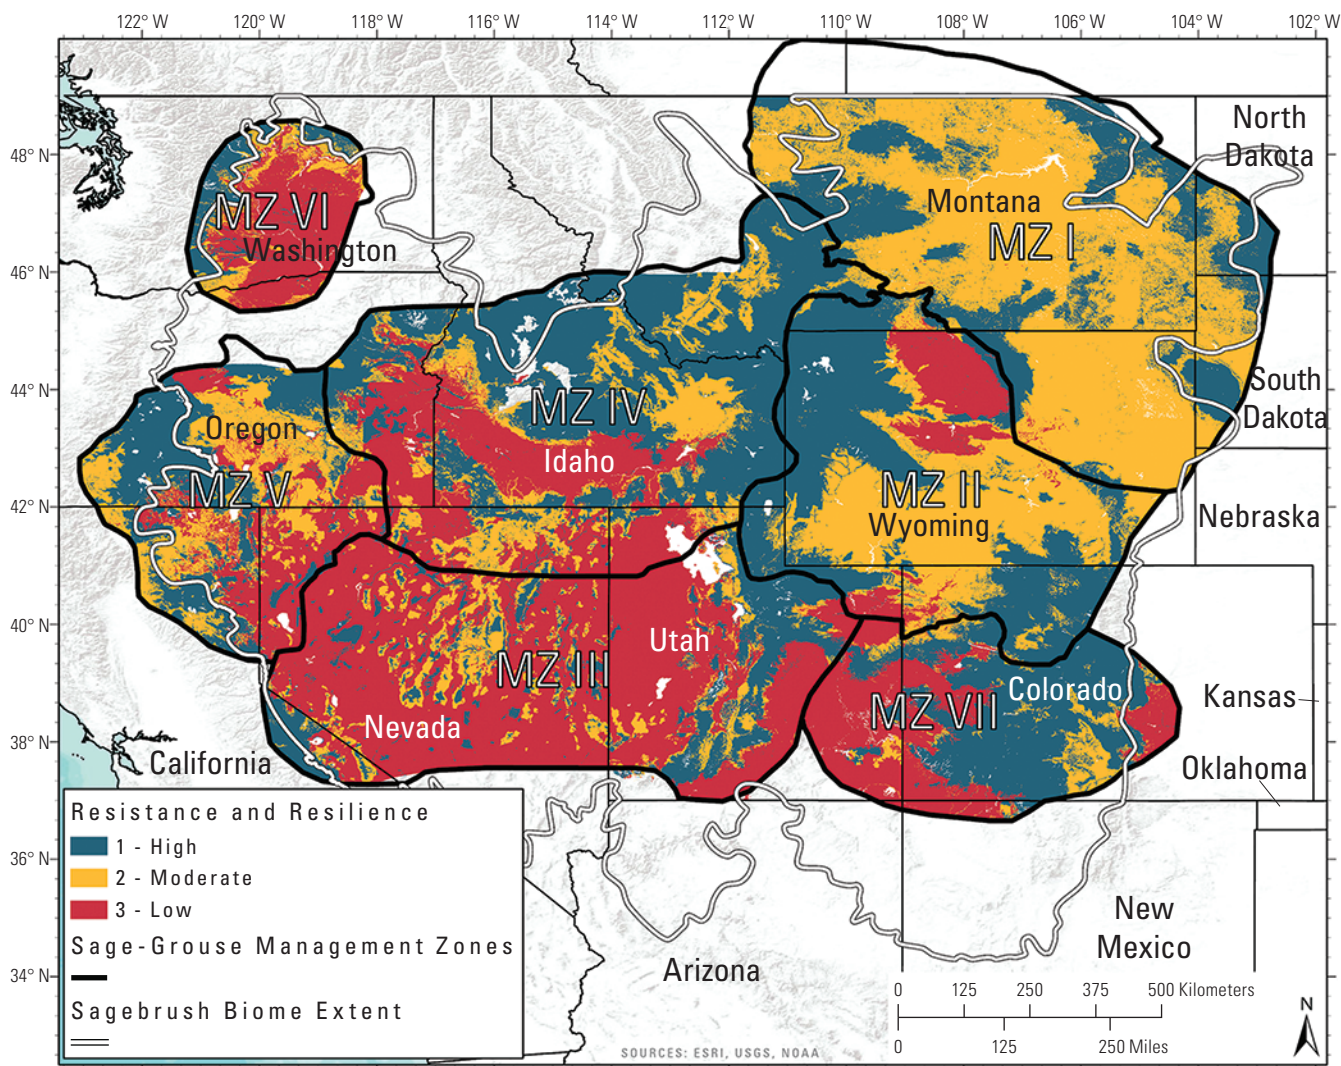 122° W 120° W 118° W 116° W 114° W 112° W 110° W 108° W 106° W 104° W 102° W
48° N
46° N
44° N
42° N
40° N
38° N
36° N
34° N
North
Dakota
Montana
MZ I
MZ VI
Washington
South
Dakota
MZ IV
Oregon
Idaho
MZ V
MZ II
Wyoming
Nebraska
Utah
MZ III
Colorado
Kansas
MZ VII
Nevada
California
Oklahoma
Resistance and Resilience
1 - High
2 - Moderate
3 - Low
Sage-Grouse Management Zones
Sagebrush Biome Extent
New
Mexico
Arizona
0 125 250 375 500 Kilometers
0 125 250 Miles
N
SOURCES: ESRI, USGS, NOAA